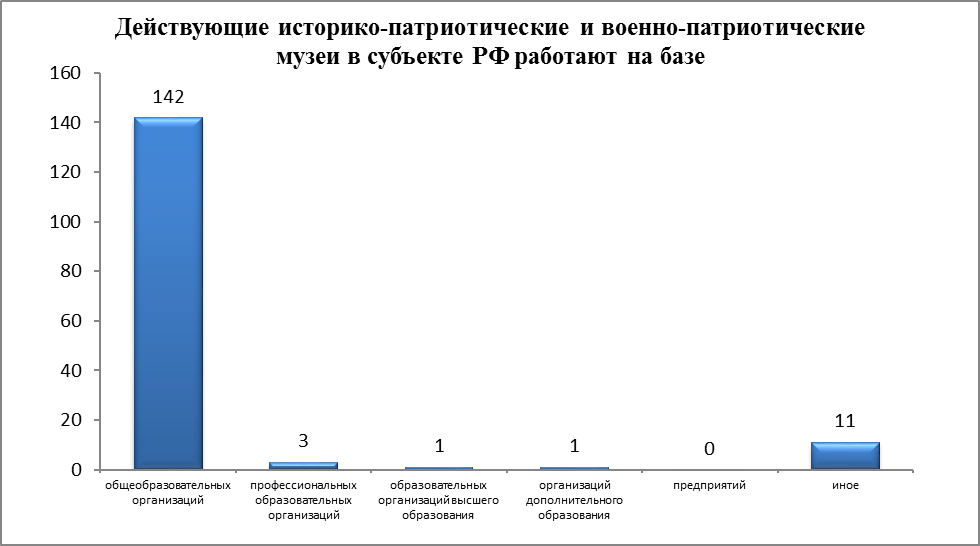 Действующие историко-патриотические и военно-патриотические
музеи в субъекте РФ работают на базе
160
140
120
100
80
60
40
20
0
142
3
1
1
0
11
общеобразовательных
организаций
профессиональных
образовательных
организаций
образовательных
организаций высшего
образования
организаций
дополнительного
образования
предприятий
иное